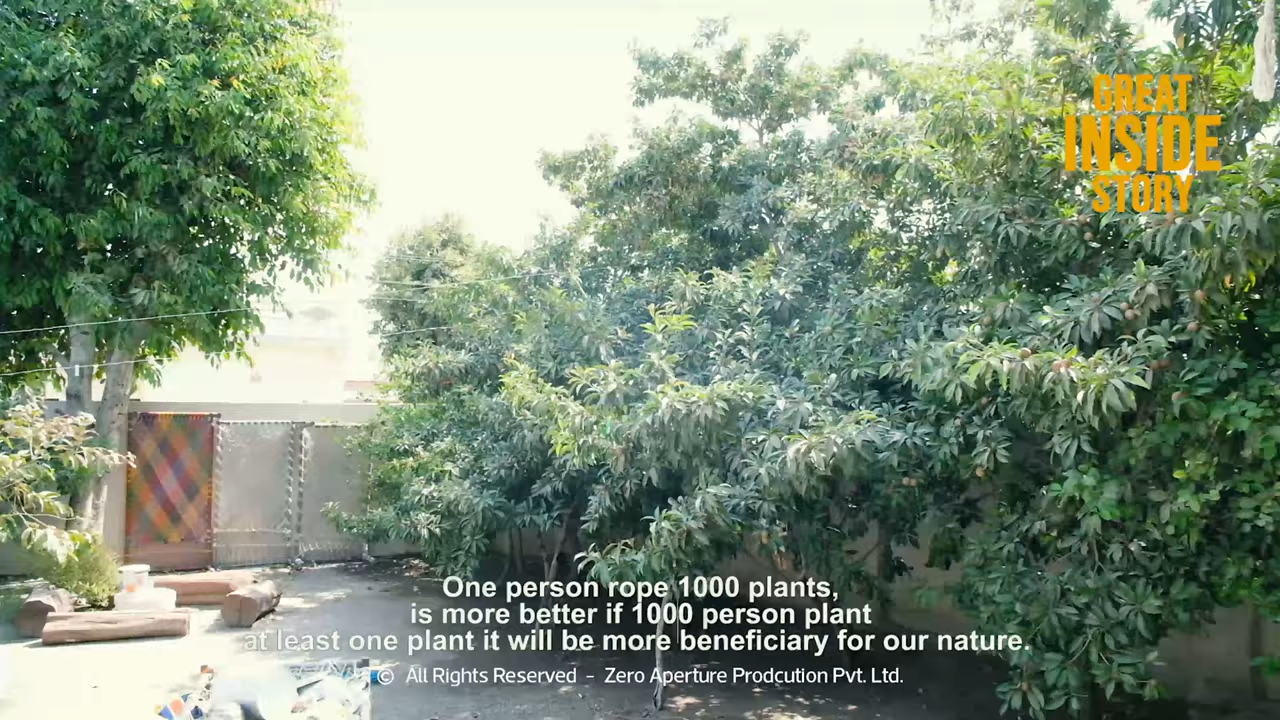 GREAT
INSIDE
STORY
One person rope 1000 plants,
is more better if 1000 person plant
at least one plant it will be more beneficiary for our nature.
© All Rights Reserved - Zero Aperture Prodcution Pvt. Ltd.